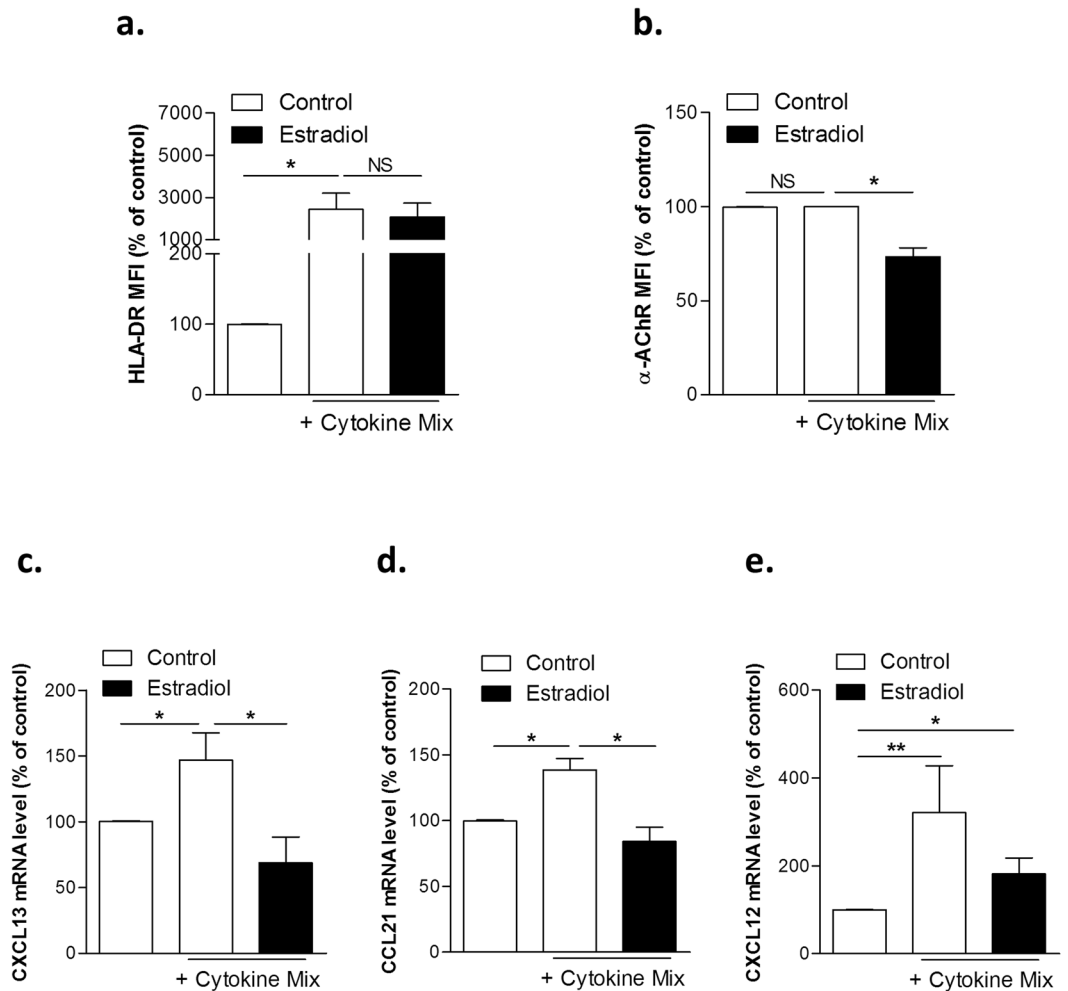 a.
Control
Estradiol
HLA-DR MFI (% of control)
7000
5000
3000
1000
200
100
0
*
NS
+ Cytokine Mix
b.
Control
Estradiol
α-AChR MFI (% of control)
150
100
50
0
NS
*
+ Cytokine Mix
c.
Control
Estradiol
CXCL13 mRNA level (% of control)
200
150
100
50
0
*
*
+ Cytokine Mix
d.
Control
Estradiol
CCL21 mRNA level (% of control)
200
150
100
50
0
*
*
+ Cytokine Mix
e.
Control
Estradiol
CXCL12 mRNA level (% of control)
600
400
200
0
*
**
+ Cytokine Mix